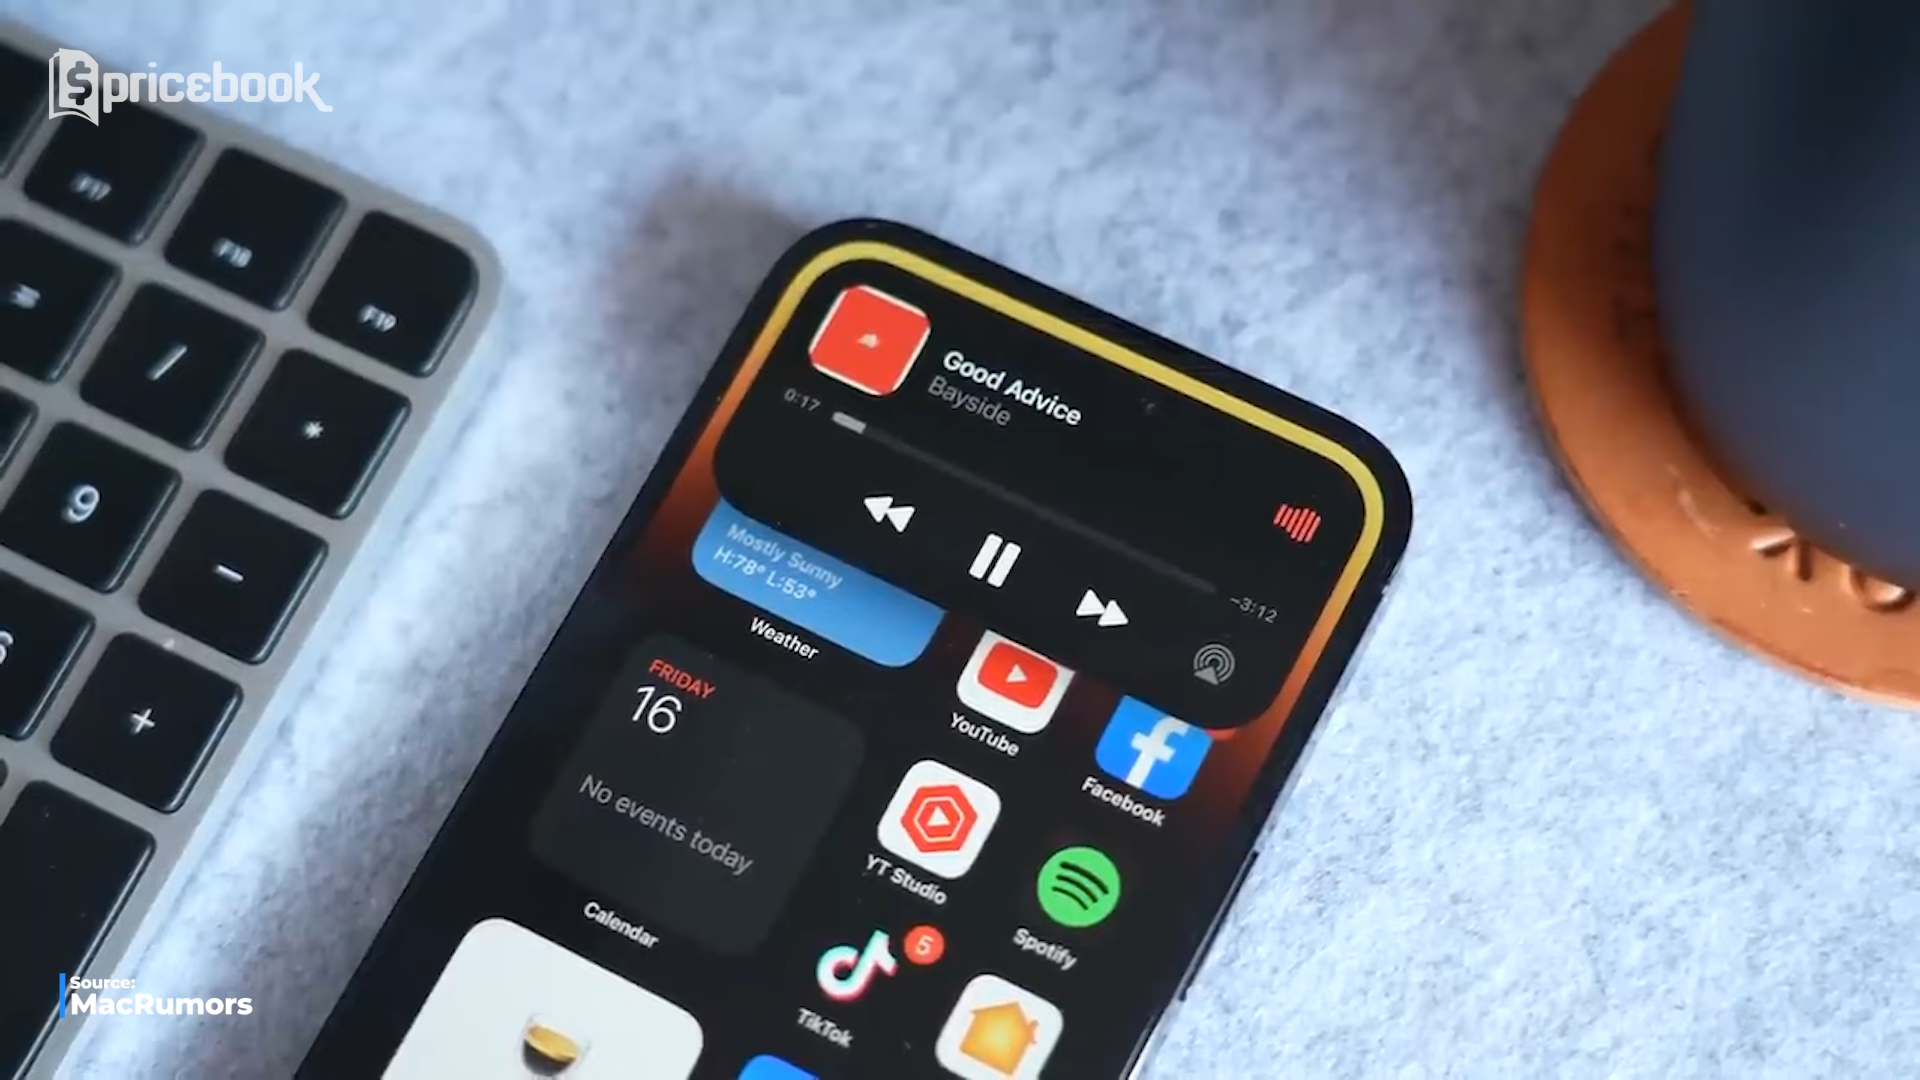 pricebook
F17
F18
F19
/
*
9
-
+
Good Advice
Bayside
0:17
-3:12
Mostly Sunny
H:78° L:53°
Weather
FRIDAY
16
No events today
Calendar
YouTube
Facebook
YT Studio
Spotify
5
TikTok
Source:
MacRumors